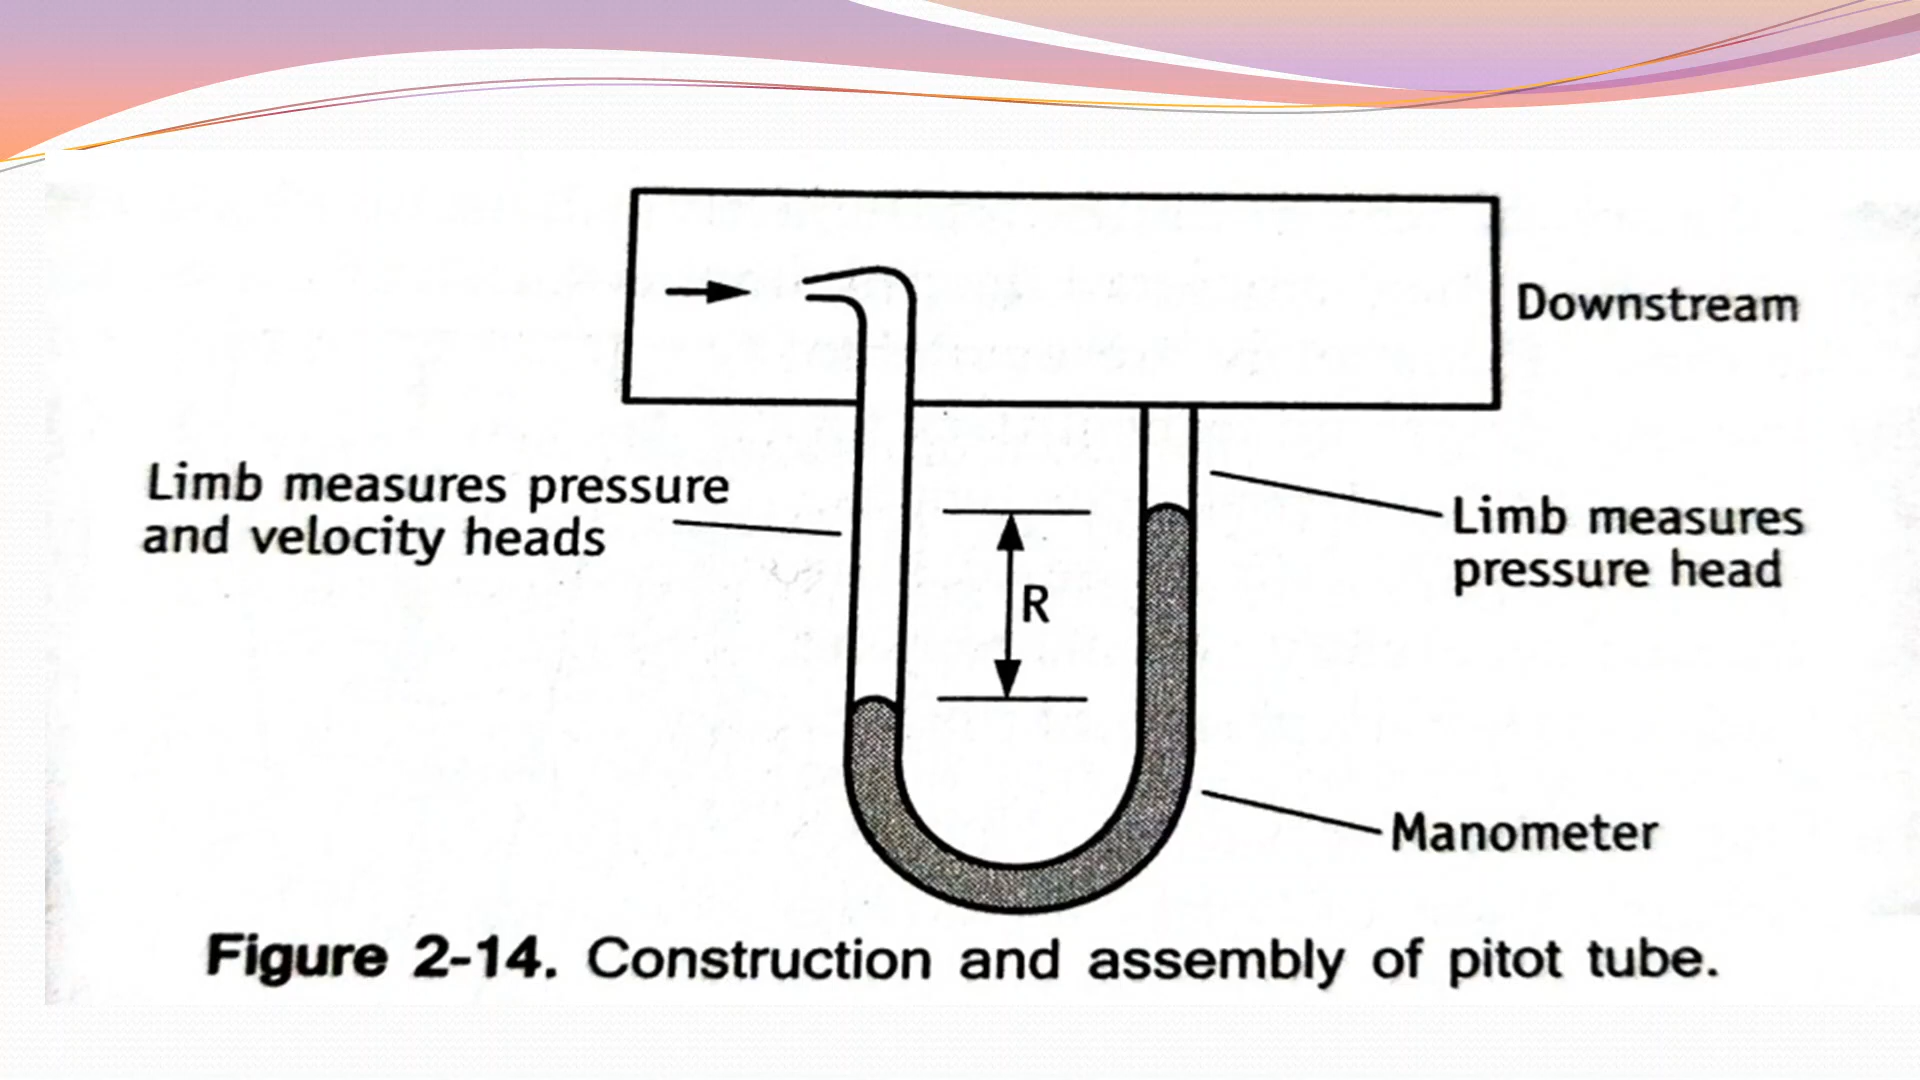 Downstream
Limb measures pressure
and velocity heads
Limb measures
pressure head
R
Manometer
Figure 2-14. Construction and assembly of pitot tube.